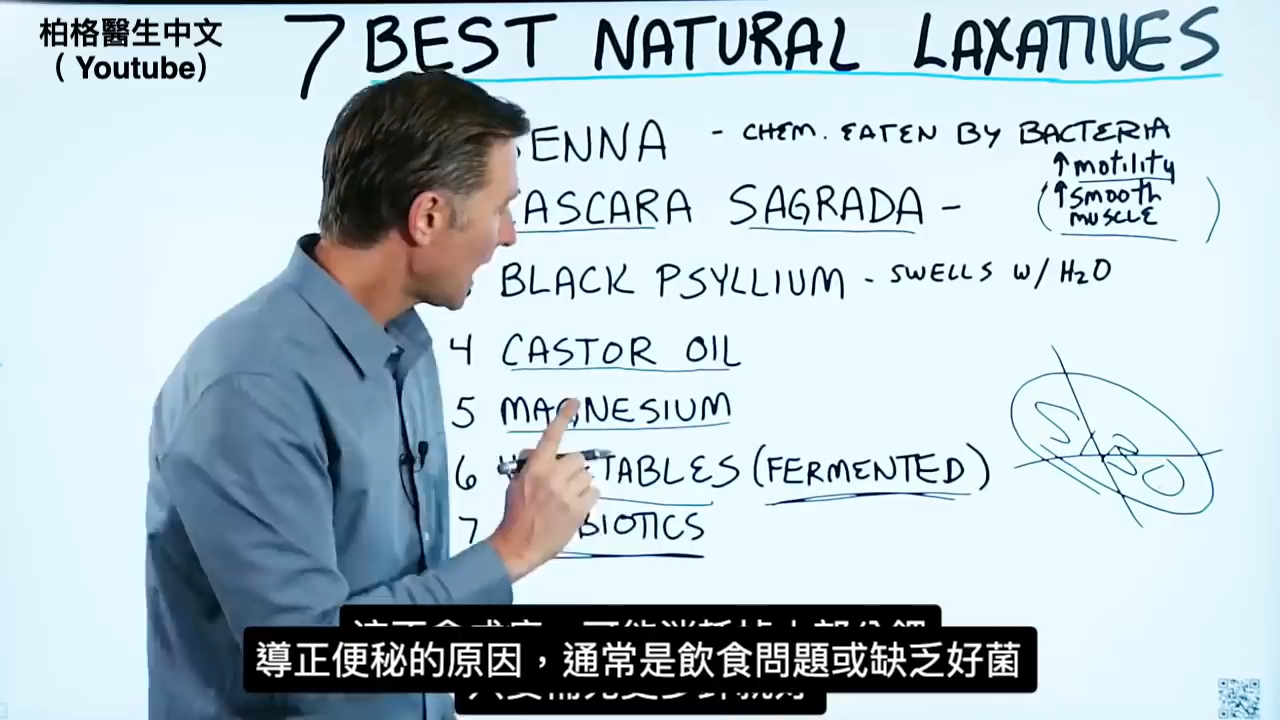 柏格醫生中文
( Youtube)
7 BEST NATURAL LAXATIVES
ENNA - CHEM. EATEN BY BACTERIA
↑ motility
ASCARA SAGRADA - (↑ Smooth
MUSCLE)
BLACK PSYLLIUM - SWELLS W/ H2O
4 CASTOR OIL
5 MAGNESIUM
6 TABLES (FERMENTED)
7 BIOTICS
SIBO
導正便秘的原因，通常是飲食問題或缺乏好菌